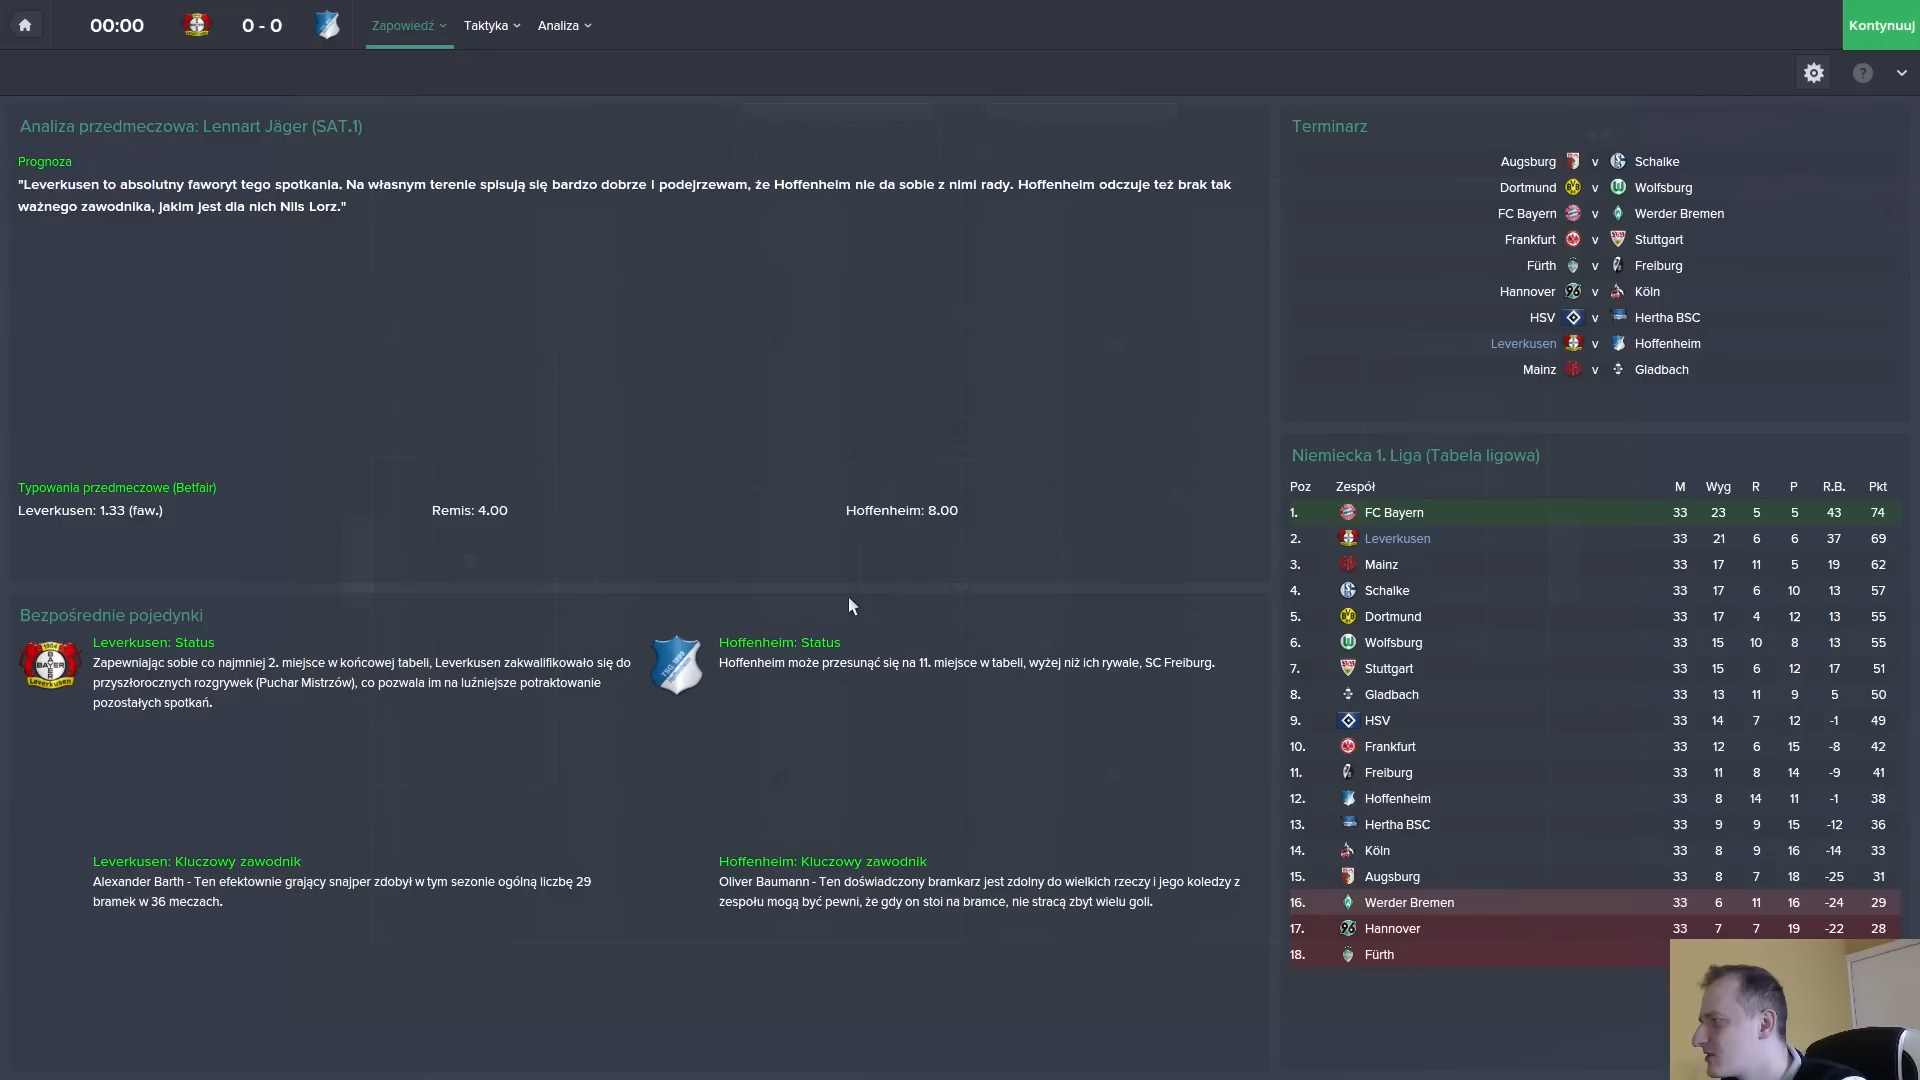 00:00
0 - 0
Zapowiedź
Taktyka
Analiza
Kontynuuj
Analiza przedmeczowa: Lennart Jäger (SAT.1)
Prognoza
"Leverkusen to absolutny faworyt tego spotkania. Na własnym terenie spisują się bardzo dobrze i podejrzewam, że Hoffenheim nie da sobie z nimi rady. Hoffenheim odczuje też brak tak
ważnego zawodnika, jakim jest dla nich Nils Lorz."
Typowania przedmeczowe (Betfair)
Leverkusen: 1.33 (faw.) Remis: 4.00 Hoffenheim: 8.00
Bezpośrednie pojedynki
Leverkusen: Status
Zapewniając sobie co najmniej 2. miejsce w końcowej tabeli, Leverkusen zakwalifikowało się do
przyszłorocznych rozgrywek (Puchar Mistrzów), co pozwala im na luźniejsze potraktowanie
pozostałych spotkań.
Hoffenheim: Status
Hoffenheim może przesunąć się na 11. miejsce w tabeli, wyżej niż ich rywale, SC Freiburg.
Leverkusen: Kluczowy zawodnik
Alexander Barth - Ten efektownie grający snajper zdobył w tym sezonie ogólną liczbę 29
bramek w 36 meczach.
Hoffenheim: Kluczowy zawodnik
Oliver Baumann - Ten doświadczony bramkarz jest zdolny do wielkich rzeczy i jego koledzy z
zespołu mogą być pewni, że gdy on stoi na bramce, nie stracą zbyt wielu goli.
Terminarz
Augsburg v Schalke
Dortmund v Wolfsburg
FC Bayern v Werder Bremen
Frankfurt v Stuttgart
Fürth v Freiburg
Hannover v Köln
HSV v Hertha BSC
Leverkusen v Hoffenheim
Mainz v Gladbach
Niemiecka 1. Liga (Tabela ligowa)
Poz Zespół M Wyg R P R.B. Pkt
1. FC Bayern 33 23 5 5 43 74
2. Leverkusen 33 21 6 6 37 69
3. Mainz 33 17 11 5 19 62
4. Schalke 33 17 6 10 13 57
5. Dortmund 33 17 4 12 13 55
6. Wolfsburg 33 15 10 8 13 55
7. Stuttgart 33 15 6 12 17 51
8. Gladbach 33 13 11 9 5 50
9. HSV 33 14 7 12 -1 49
10. Frankfurt 33 12 6 15 -8 42
11. Freiburg 33 11 8 14 -9 41
12. Hoffenheim 33 8 14 11 -1 38
13. Hertha BSC 33 9 9 15 -12 36
14. Köln 33 8 9 16 -14 33
15. Augsburg 33 8 7 18 -25 31
16. Werder Bremen 33 6 11 16 -24 29
17. Hannover 33 7 7 19 -22 28
18. Fürth